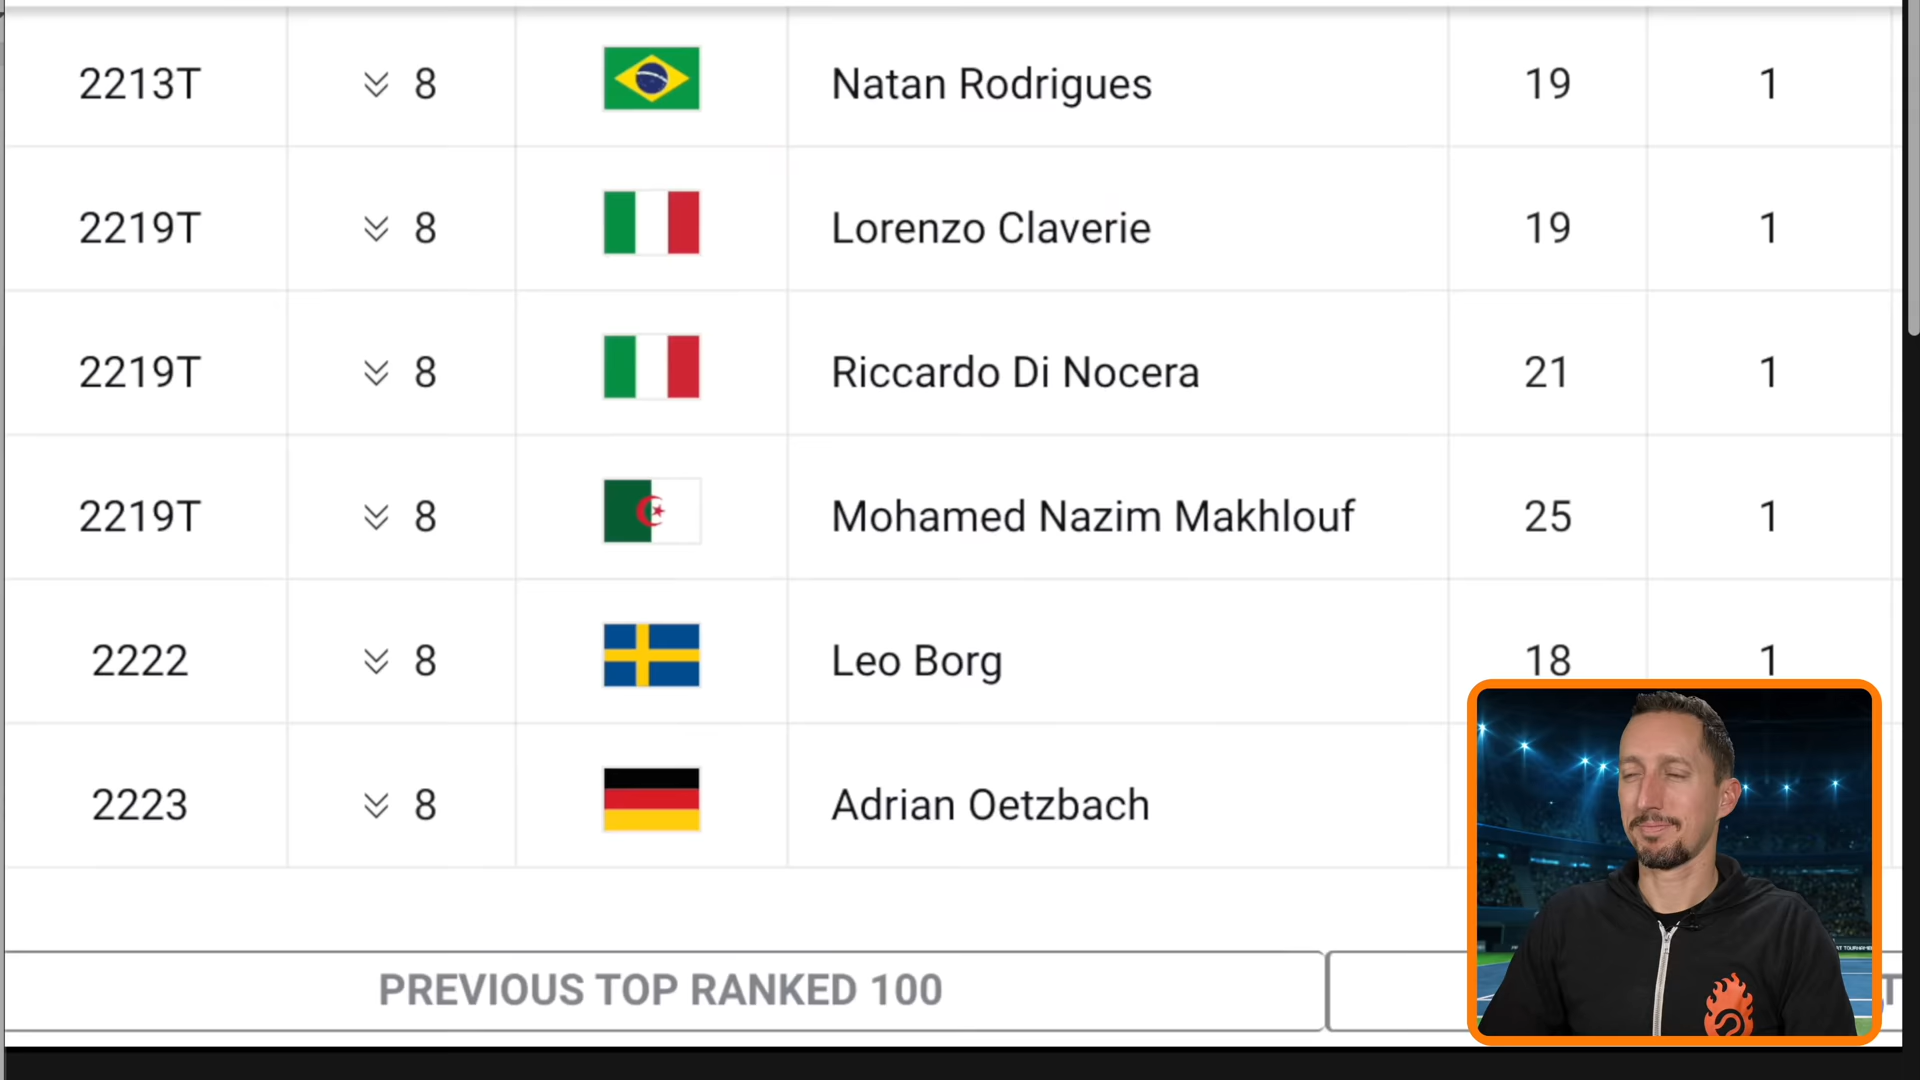 2213T 8 Natan Rodrigues 19 1
2219T 8 Lorenzo Claverie 19 1
2219T 8 Riccardo Di Nocera 21 1
2219T 8 Mohamed Nazim Makhlouf 25 1
2222 8 Leo Borg 18 1
2223 8 Adrian Oetzbach
PREVIOUS TOP RANKED 100